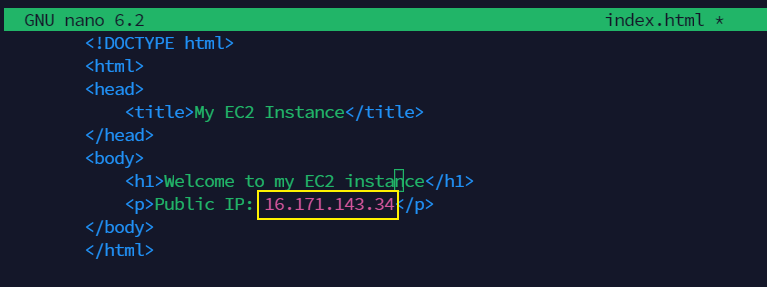 GNU nano 6.2 index.html *
<!DOCTYPE html>
<html>
<head>
<title>My EC2 Instance</title>
</head>
<body>
<h1>Welcome to my EC2 instance</h1>
<p>Public IP: 16.171.143.34</p>
</body>
</html>